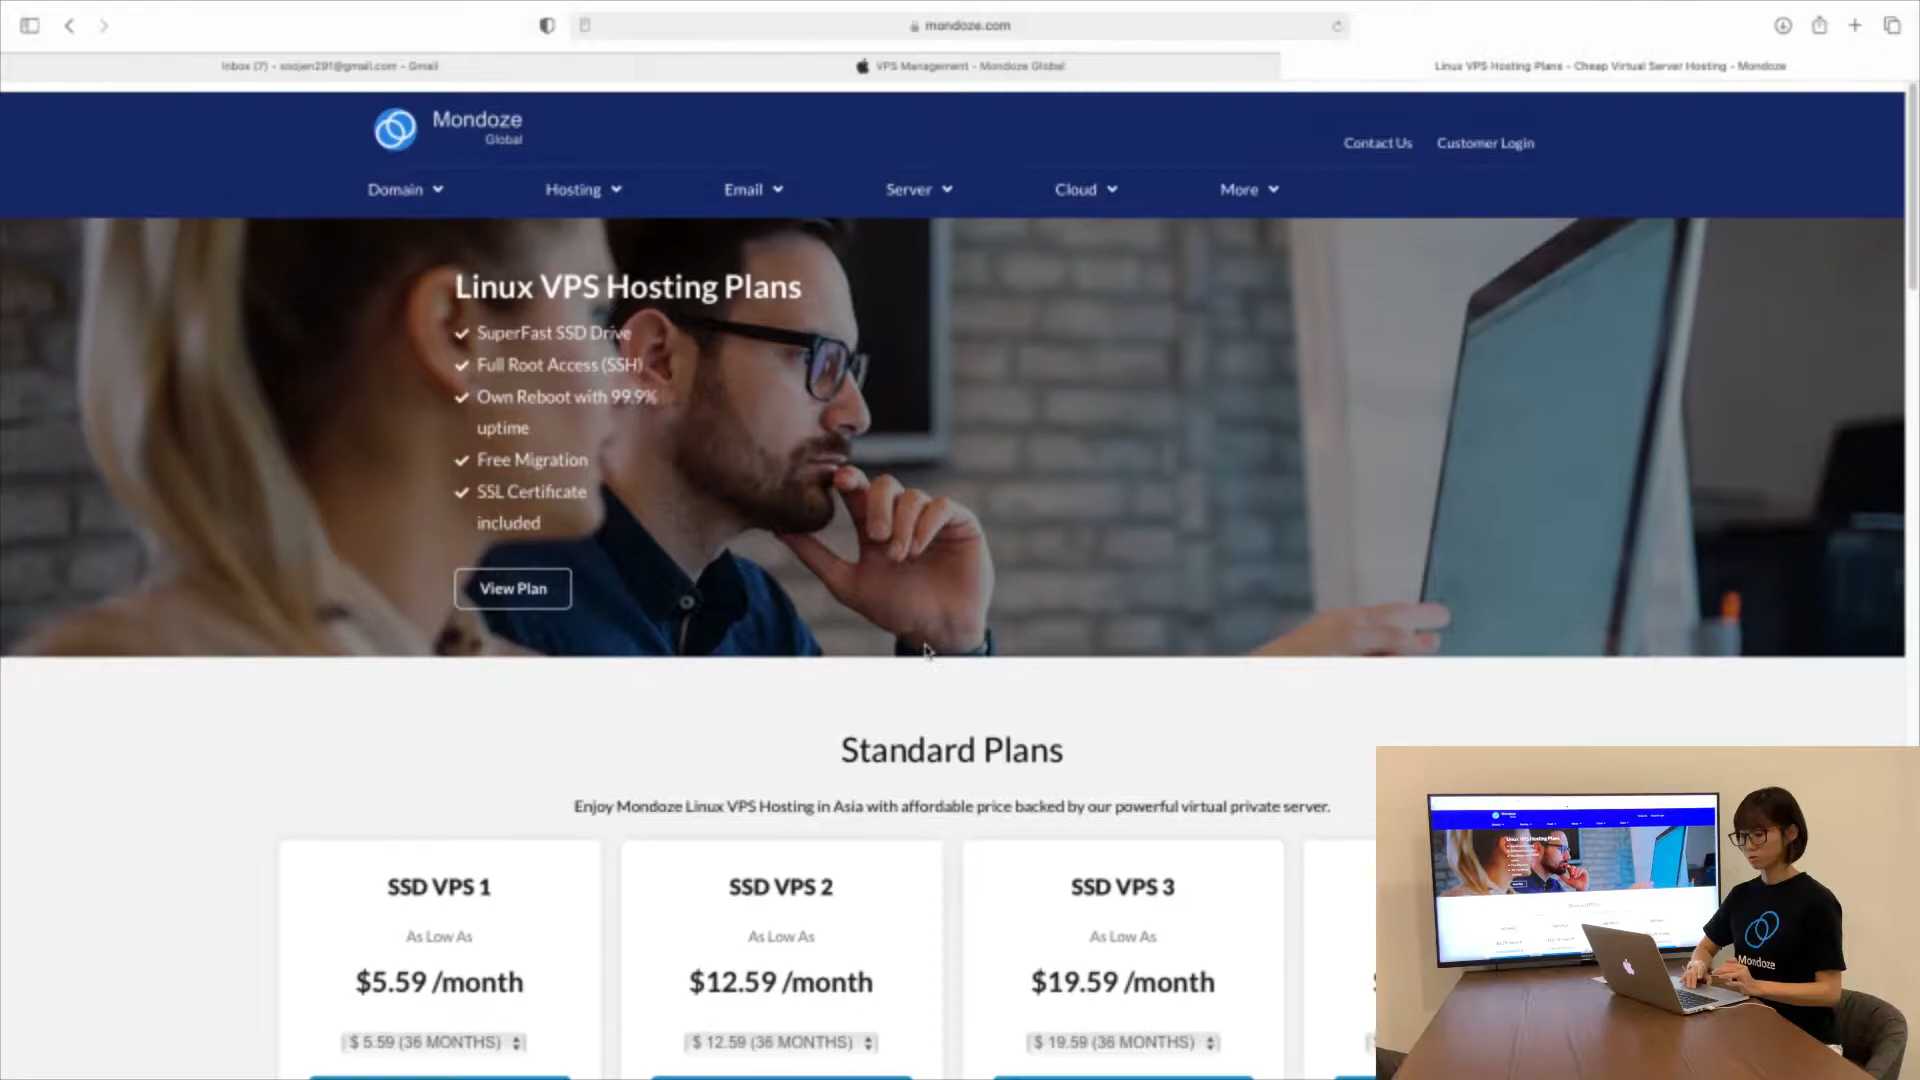 mondoze.com
Inbox (7) - ssojen291@gmail.com - Gmail
VPS Management - Mondoze Global
Linux VPS Hosting Plans - Cheap Virtual Server Hosting - Mondoze
Mondoze
Global
Contact Us
Customer Login
Domain
Hosting
Email
Server
Cloud
More
Linux VPS Hosting Plans
SuperFast SSD Drive
Full Root Access (SSH)
Own Reboot with 99.9%
uptime
Free Migration
SSL Certificate
included
View Plan
Standard Plans
Enjoy Mondoze Linux VPS Hosting in Asia with affordable price backed by our powerful virtual private server.
SSD VPS 1
As Low As
$5.59 /month
$ 5.59 (36 MONTHS)
SSD VPS 2
As Low As
$12.59 /month
$ 12.59 (36 MONTHS)
SSD VPS 3
As Low As
$19.59 /month
$ 19.59 (36 MONTHS)
Linux VPS Hosting Plans
Mondoze